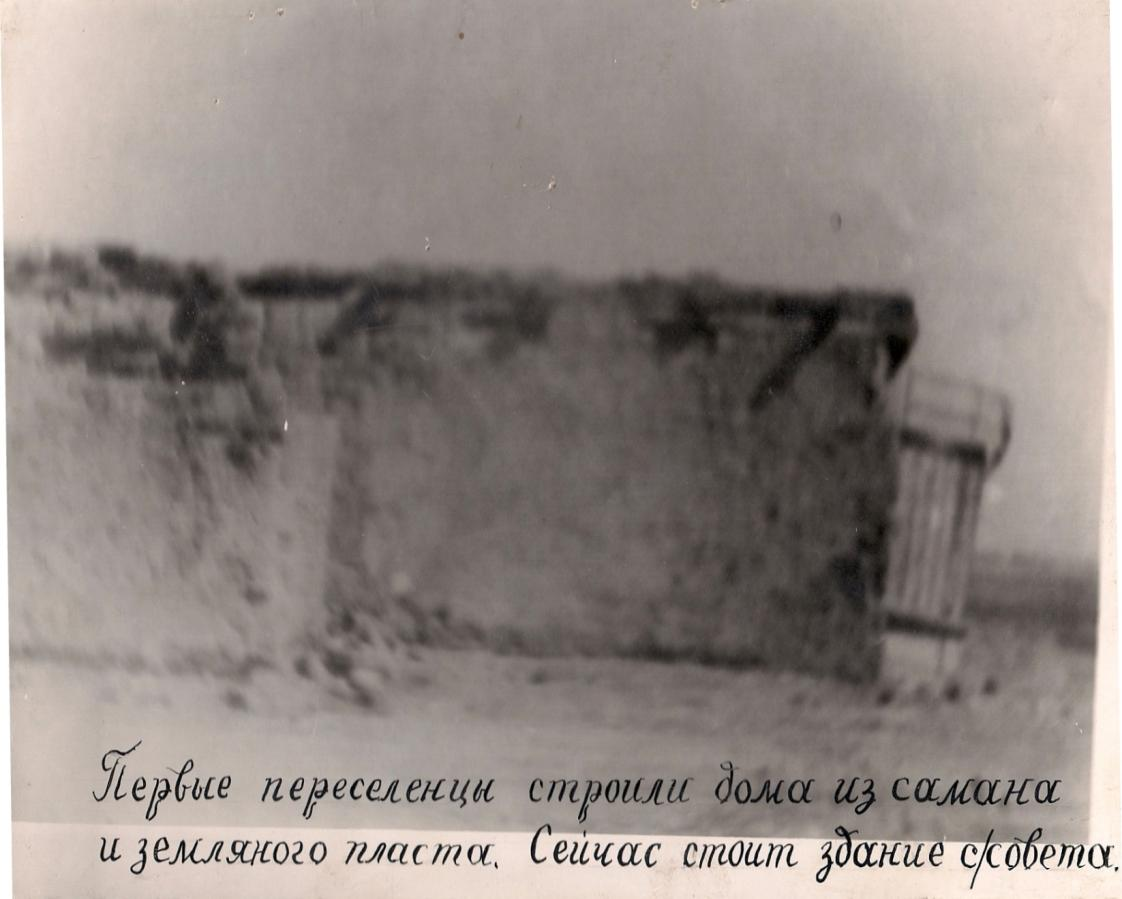 Первые переселенцы строили дома из самана
и земляного пласта. Сейчас стоит здание с/совета.